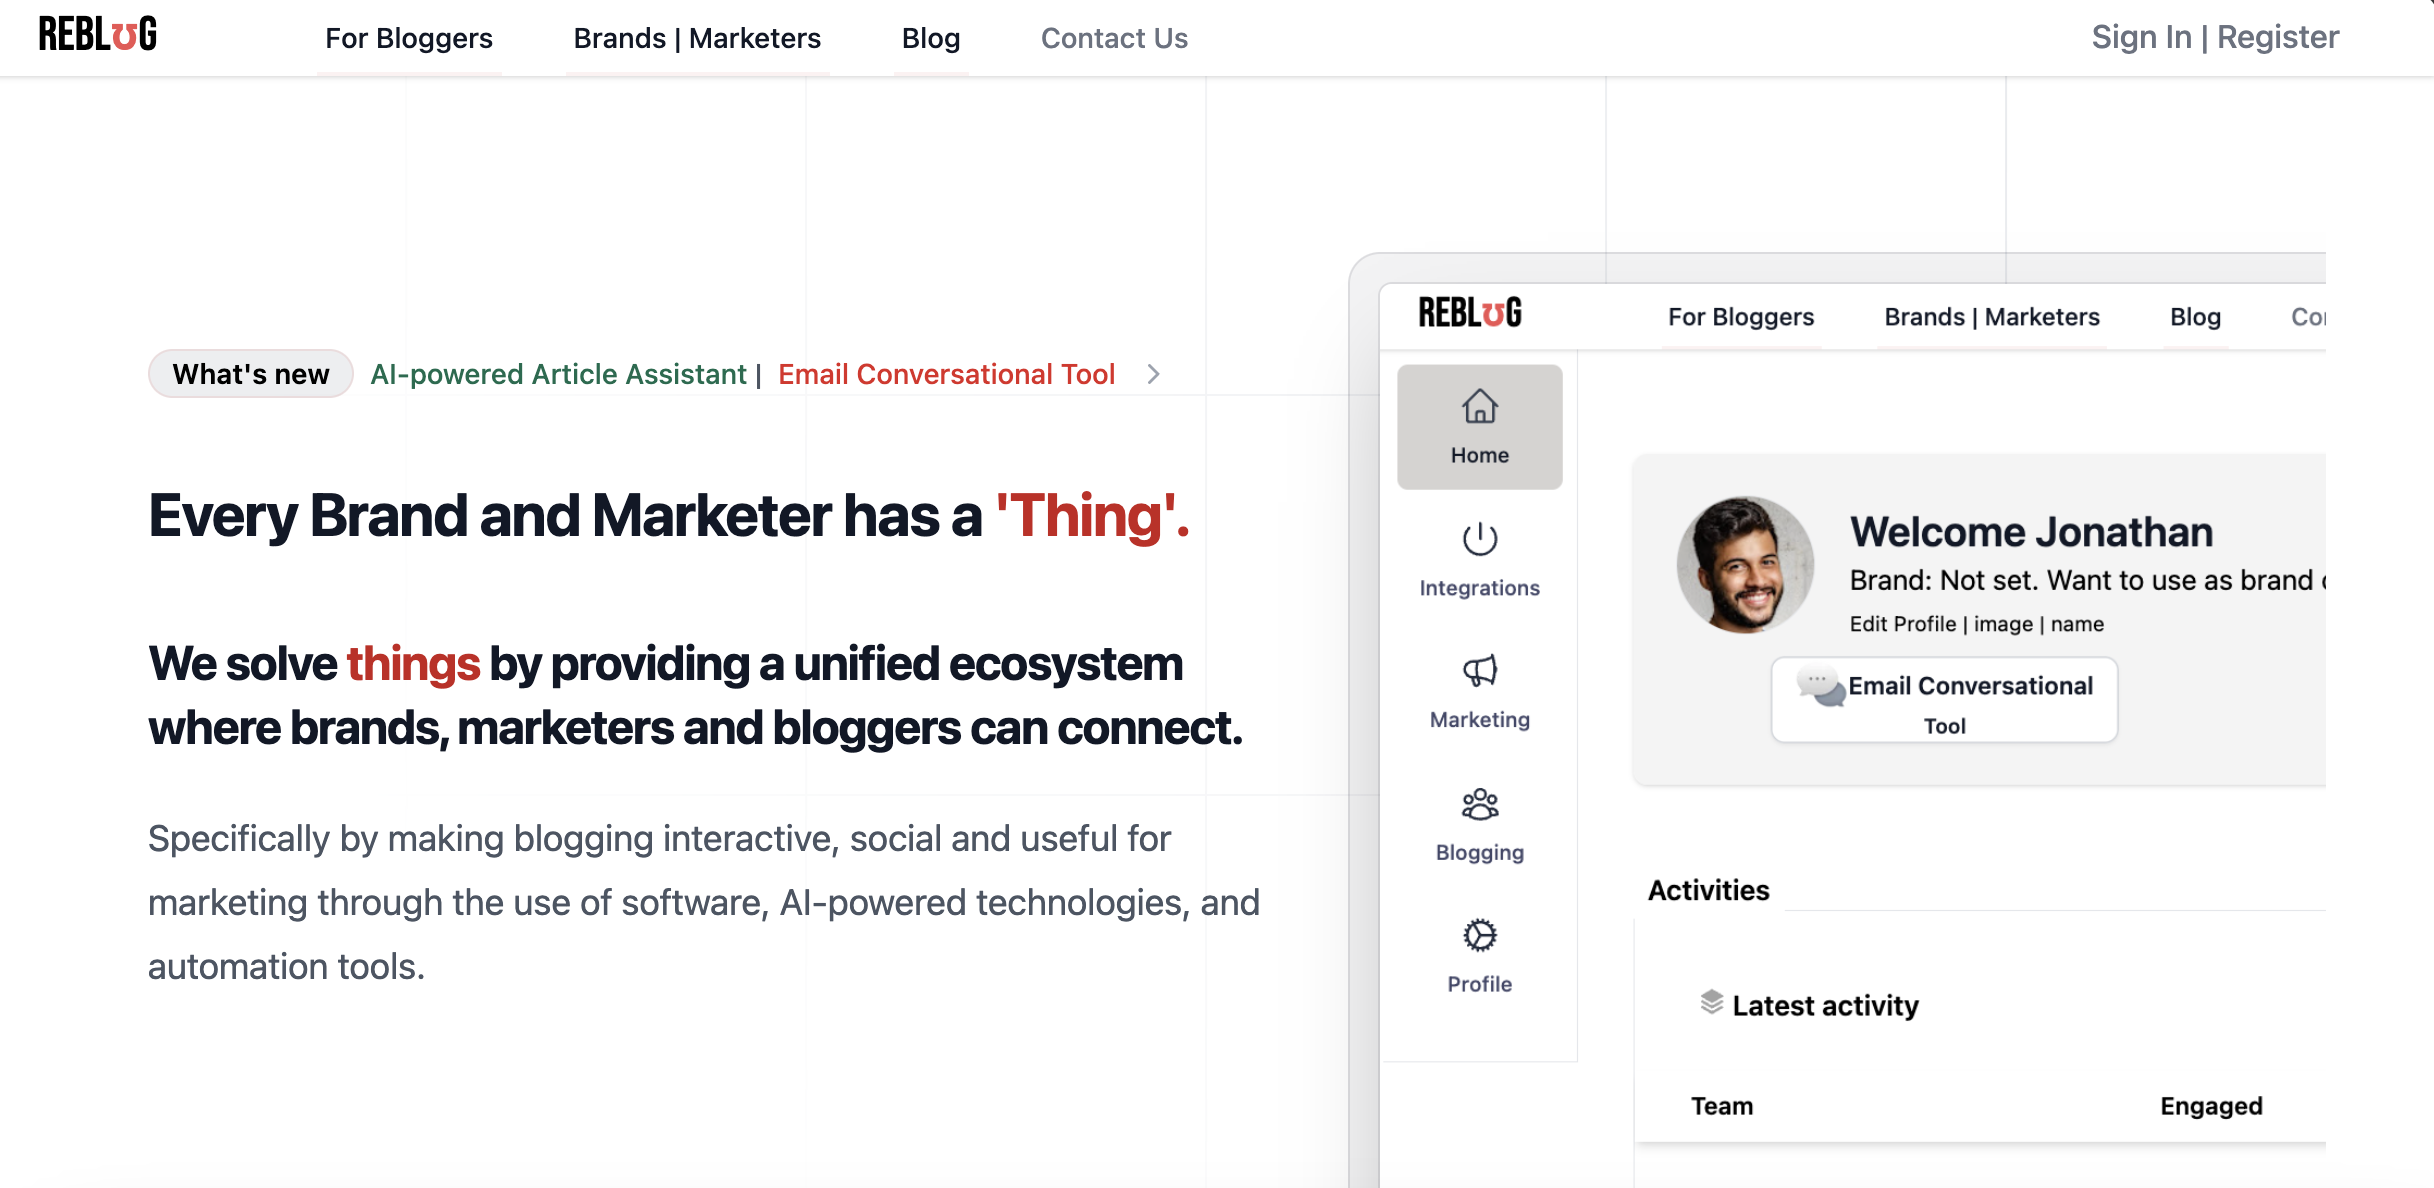 REBLOG
For Bloggers
Brands | Marketers
Blog
Contact Us
Sign In | Register
What's new
AI-powered Article Assistant | Email Conversational Tool
Every Brand and Marketer has a 'Thing'.
We solve things by providing a unified ecosystem
where brands, marketers and bloggers can connect.
Specifically by making blogging interactive, social and useful for
marketing through the use of software, AI-powered technologies, and
automation tools.
REBLOG
For Bloggers
Brands | Marketers
Blog
Home
Integrations
Marketing
Blogging
Profile
Welcome Jonathan
Brand: Not set. Want to use as brand
Edit Profile | image | name
Email Conversational
Tool
Activities
Latest activity
Team
Engaged